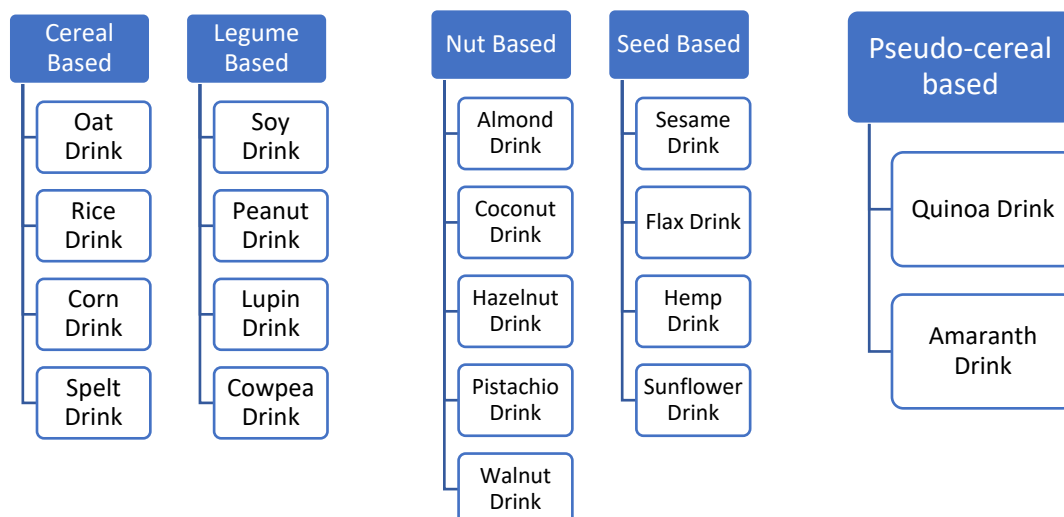 Cereal
Based
Oat
Drink
Rice
Drink
Corn
Drink
Spelt
Drink
Legume
Based
Soy
Drink
Peanut
Drink
Lupin
Drink
Cowpea
Drink
Nut Based
Almond
Drink
Coconut
Drink
Hazelnut
Drink
Pistachio
Drink
Walnut
Drink
Seed Based
Sesame
Drink
Flax Drink
Hemp
Drink
Sunflower
Drink
Pseudo-cereal
based
Quinoa Drink
Amaranth
Drink